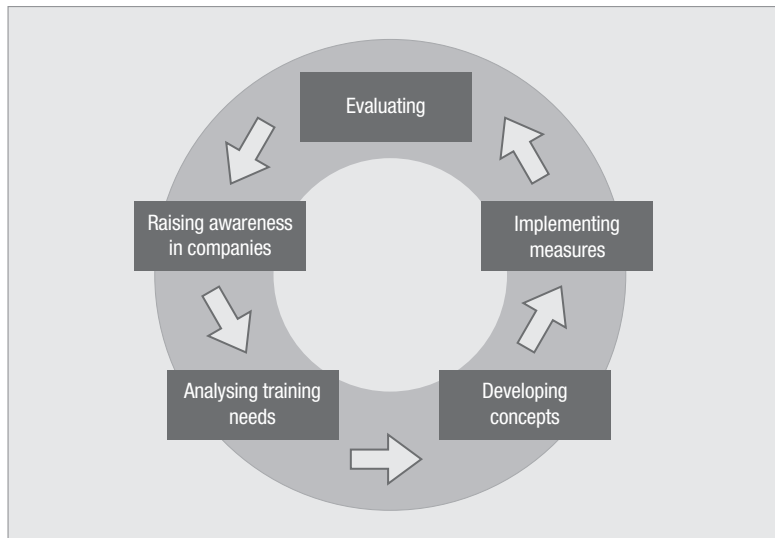 Evaluating
Raising awareness
in companies
Implementing
measures
Analysing training
needs
Developing
concepts